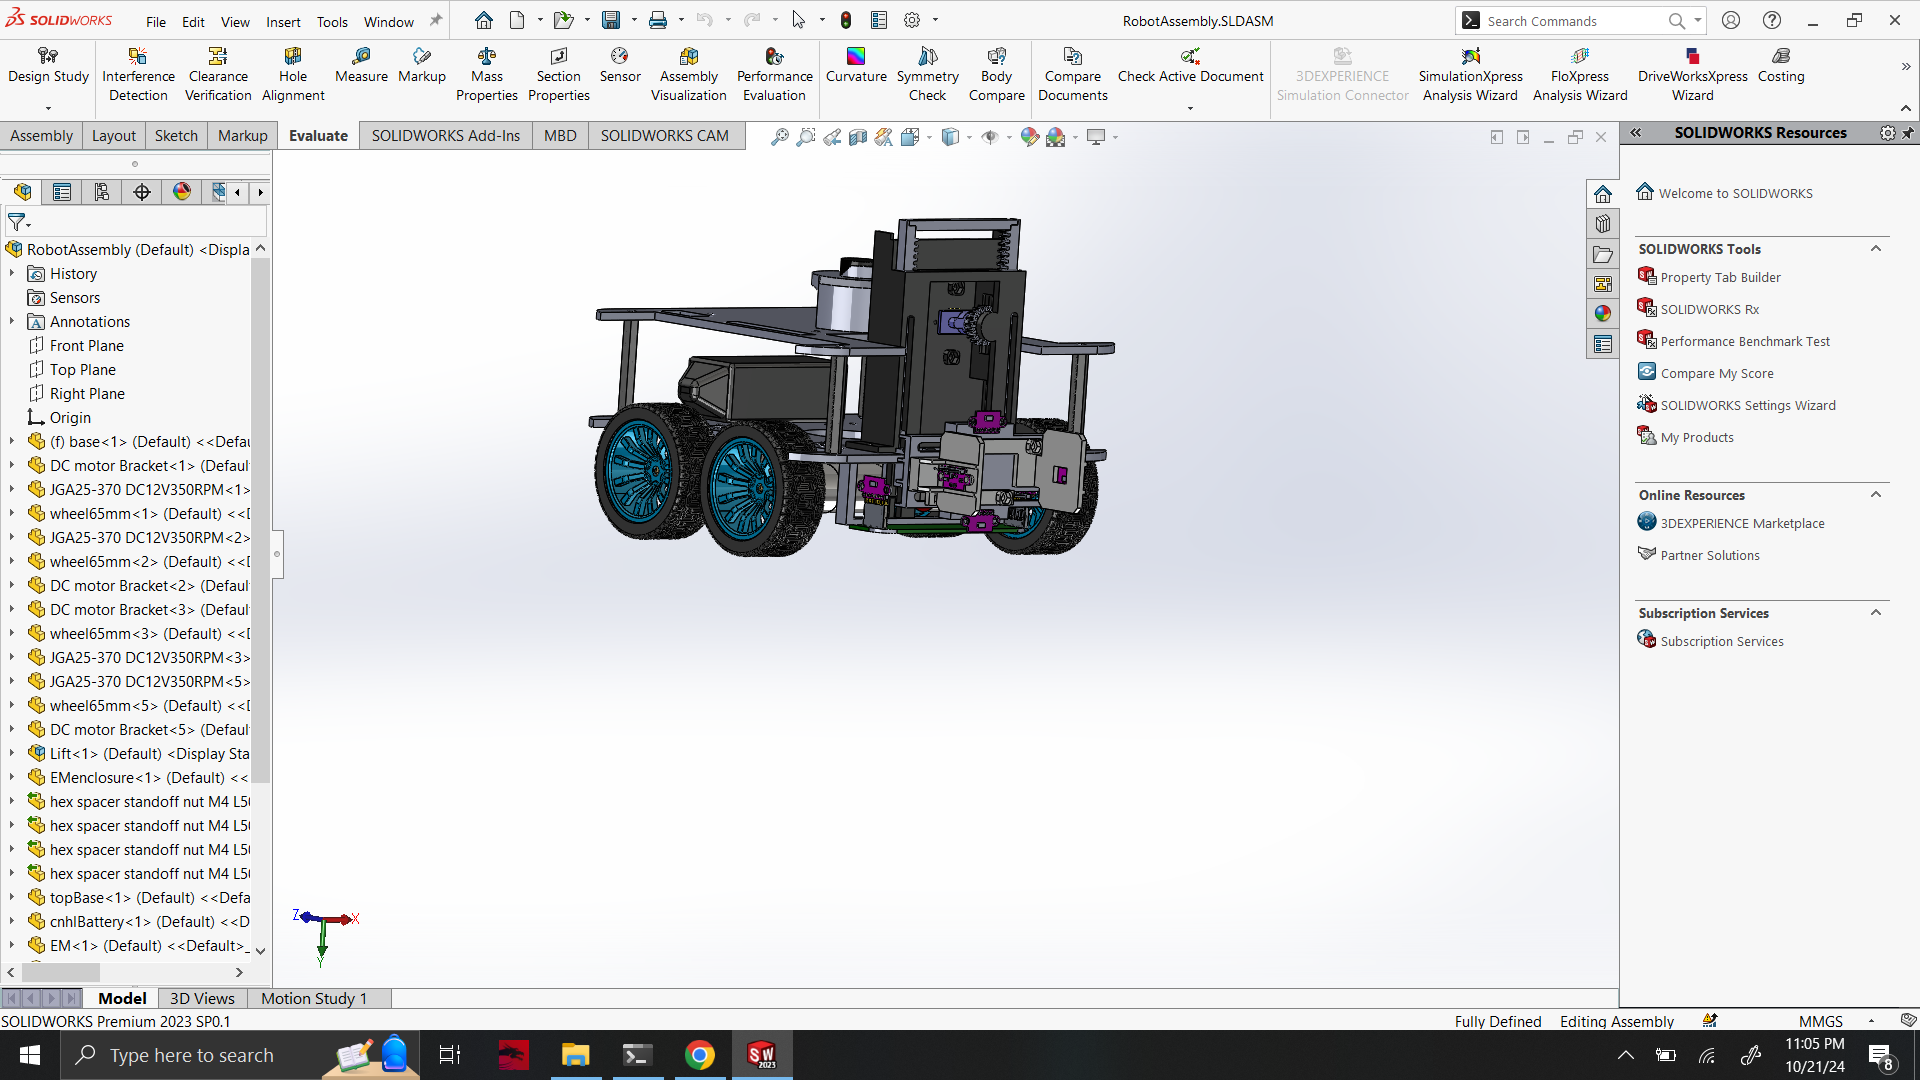 SOLIDWORKS
File Edit View Insert Tools Window
RobotAssembly.SLDASM
Search Commands
Design Study
Interference Detection
Clearance Verification
Hole Alignment
Measure
Markup
Mass Properties
Section Properties
Sensor
Assembly Visualization
Performance Evaluation
Curvature
Symmetry Check
Body Compare
Compare Documents
Check Active Document
3DEXPERIENCE Simulation Connector
SimulationXpress Analysis Wizard
FloXpress Analysis Wizard
DriveWorksXpress Wizard
Costing
Assembly Layout Sketch Markup Evaluate SOLIDWORKS Add-Ins MBD SOLIDWORKS CAM
RobotAssembly (Default) <Displa
History
Sensors
Annotations
Front Plane
Top Plane
Right Plane
Origin
(f) base<1> (Default) <<Defau
DC motor Bracket<1> (Defaul
JGA25-370 DC12V350RPM<1>
wheel65mm<1> (Default) <<D
JGA25-370 DC12V350RPM<2>
wheel65mm<2> (Default) <<D
DC motor Bracket<2> (Defaul
DC motor Bracket<3> (Defaul
wheel65mm<3> (Default) <<D
JGA25-370 DC12V350RPM<3>
JGA25-370 DC12V350RPM<5>
wheel65mm<5> (Default) <<D
DC motor Bracket<5> (Defaul
Lift<1> (Default) <Display Sta
EMenclosure<1> (Default) <<
hex spacer standoff nut M4 L50
hex spacer standoff nut M4 L50
hex spacer standoff nut M4 L50
hex spacer standoff nut M4 L50
topBase<1> (Default) <<Defa
cnhlBattery<1> (Default) <<D
EM<1> (Default) <<Default>_
Z X
Y
SOLIDWORKS Resources
Welcome to SOLIDWORKS
SOLIDWORKS Tools
Property Tab Builder
SOLIDWORKS Rx
Performance Benchmark Test
Compare My Score
SOLIDWORKS Settings Wizard
My Products
Online Resources
3DEXPERIENCE Marketplace
Partner Solutions
Subscription Services
Subscription Services
Model 3D Views Motion Study 1
SOLIDWORKS Premium 2023 SP0.1
Fully Defined Editing Assembly MMGS
Type here to search
SW 2023
11:05 PM
10/21/24
8